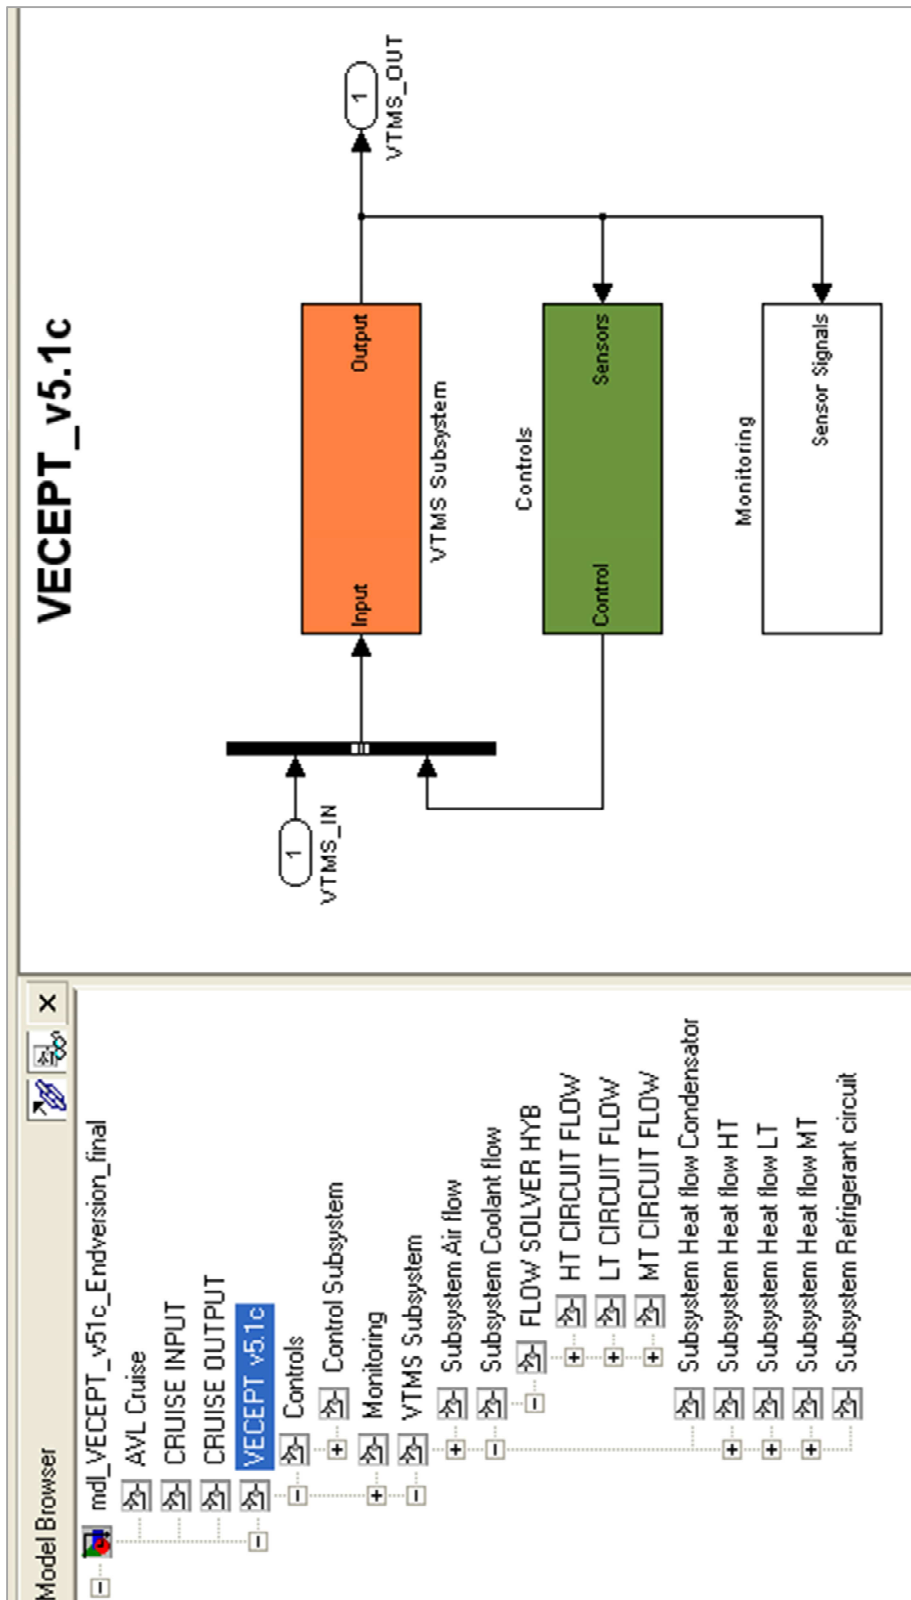 Model Browser
mdl_VECEPT_v51c_Endversion_final
AVL Cruise
CRUISE INPUT
CRUISE OUTPUT
VECEPT v5.1c
Controls
Control Subsystem
Monitoring
VTMS Subsystem
Subsystem Air flow
Subsystem Coolant flow
FLOW SOLVER HYB
HT CIRCUIT FLOW
LT CIRCUIT FLOW
MT CIRCUIT FLOW
Subsystem Heat flow Condensator
Subsystem Heat flow HT
Subsystem Heat flow LT
Subsystem Heat flow MT
Subsystem Refrigerant circuit
VECEPT_v5.1c
1
VTMS_IN
Input
Output
VTMS Subsystem
1
VTMS_OUT
Controls
Control
Sensors
Monitoring
Sensor Signals